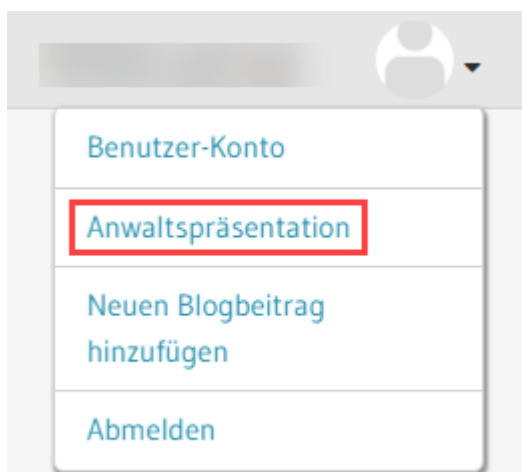 Benutzer-Konto
Anwaltspräsentation
Neuen Blogbeitrag
hinzufügen
Abmelden